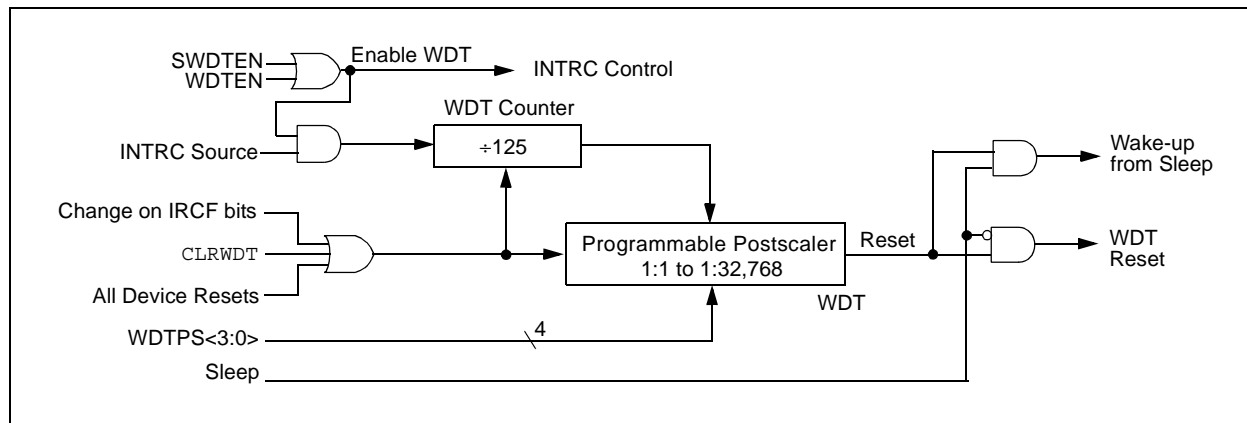 SWDTEN
WDTEN
Enable WDT
INTRC Control
WDT Counter
÷125
INTRC Source
Wake-up
from Sleep
Change on IRCF bits
CLRWDT
All Device Resets
Programmable Postscaler
1:1 to 1:32,768
Reset
WDT
WDT
Reset
WDTPS<3:0>
4
Sleep